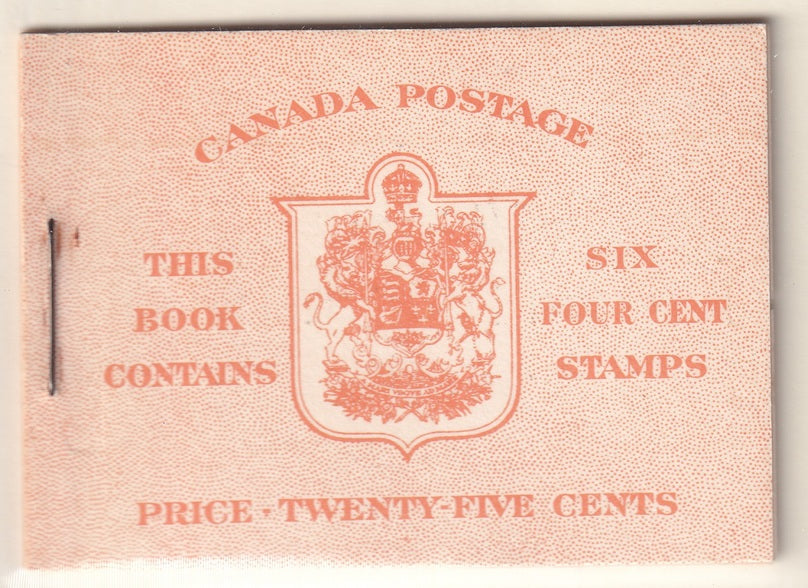 CANADA POSTAGE
THIS
BOOK
CONTAINS
SIX
FOUR CENT
STAMPS
PRICE · TWENTY-FIVE CENTS